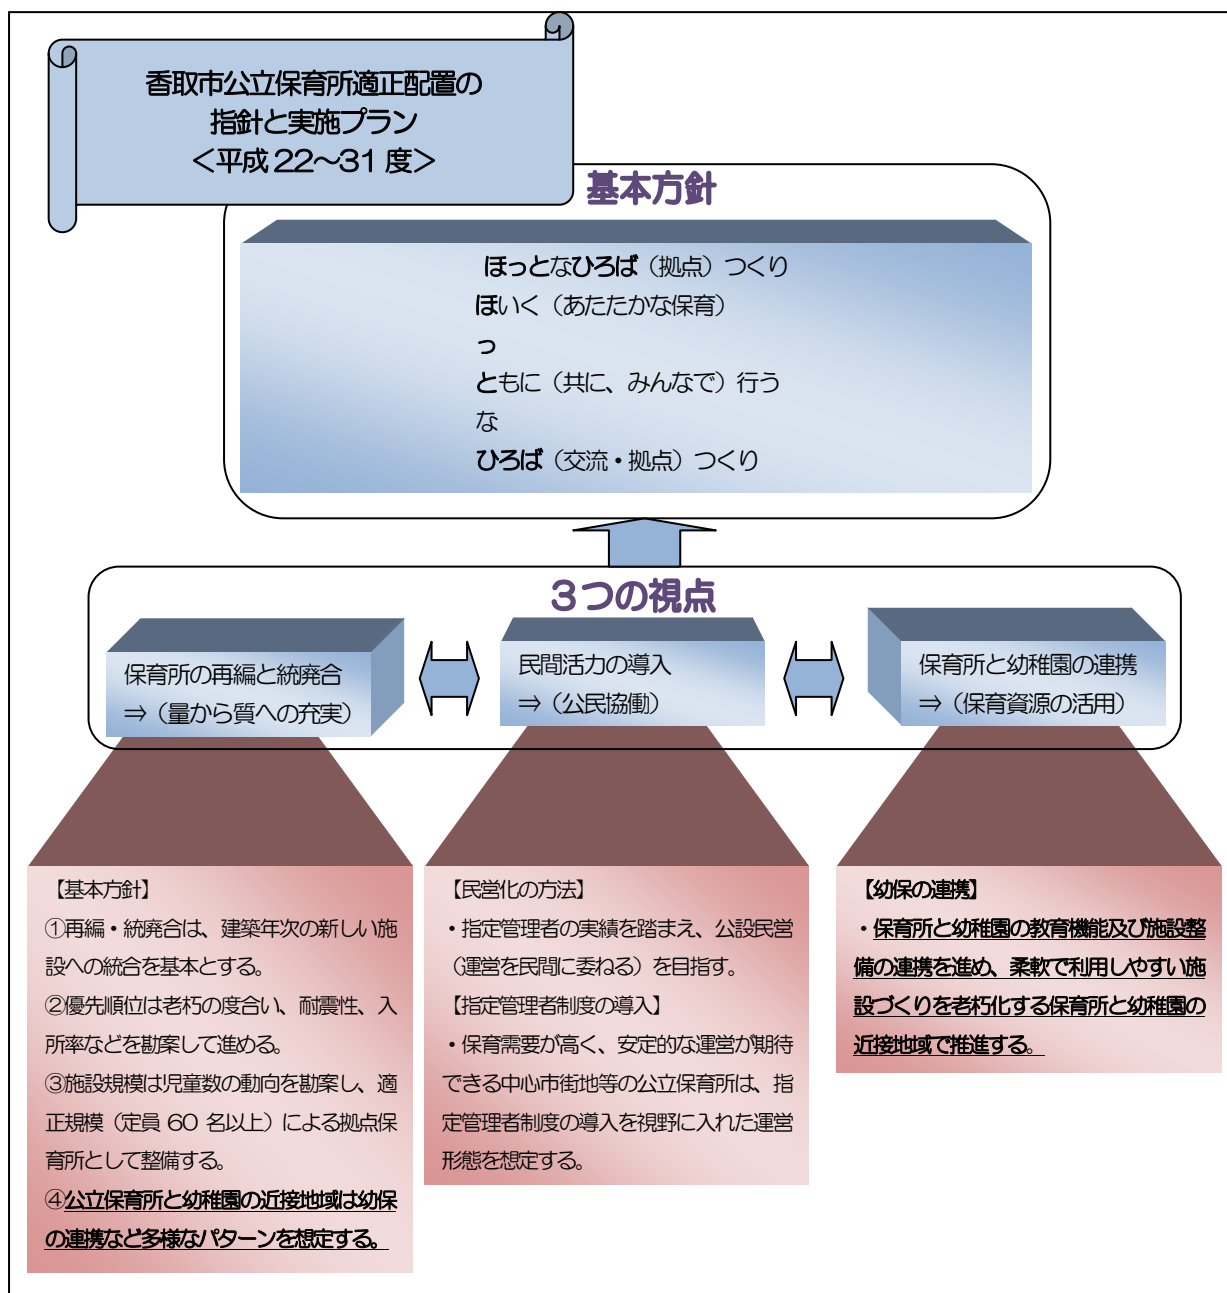 香取市公立保育所適正配置の
指針と実施プラン
＜平成22～31度＞
基本方針
ほっとなひろば（拠点）つくり
ほいく（あたたかな保育）
っ
ともに（共に、みんなで）行う
な
ひろば（交流・拠点）つくり
３つの視点
保育所の再編と統廃合
⇒（量から質への充実）
民間活力の導入
⇒（公民協働）
保育所と幼稚園の連携
⇒（保育資源の活用）
【基本方針】
①再編・統廃合は、建築年次の新しい施
設への統合を基本とする。
②優先順位は老朽の度合い、耐震性、入
所率などを勘案して進める。
③施設規模は児童数の動向を勘案し、適
正規模（定員 60 名以上）による拠点保
育所として整備する。
④公立保育所と幼稚園の近接地域は幼保
の連携など多様なパターンを想定する。
【民営化の方法】
・指定管理者の実績を踏まえ、公設民営
（運営を民間に委ねる）を目指す。
【指定管理者制度の導入】
・保育需要が高く、安定的な運営が期待
できる中心市街地等の公立保育所は、指
定管理者制度の導入を視野に入れた運営
形態を想定する。
【幼保の連携】
・保育所と幼稚園の教育機能及び施設整
備の連携を進め、柔軟で利用しやすい施
設づくりを老朽化する保育所と幼稚園の
近接地域で推進する。